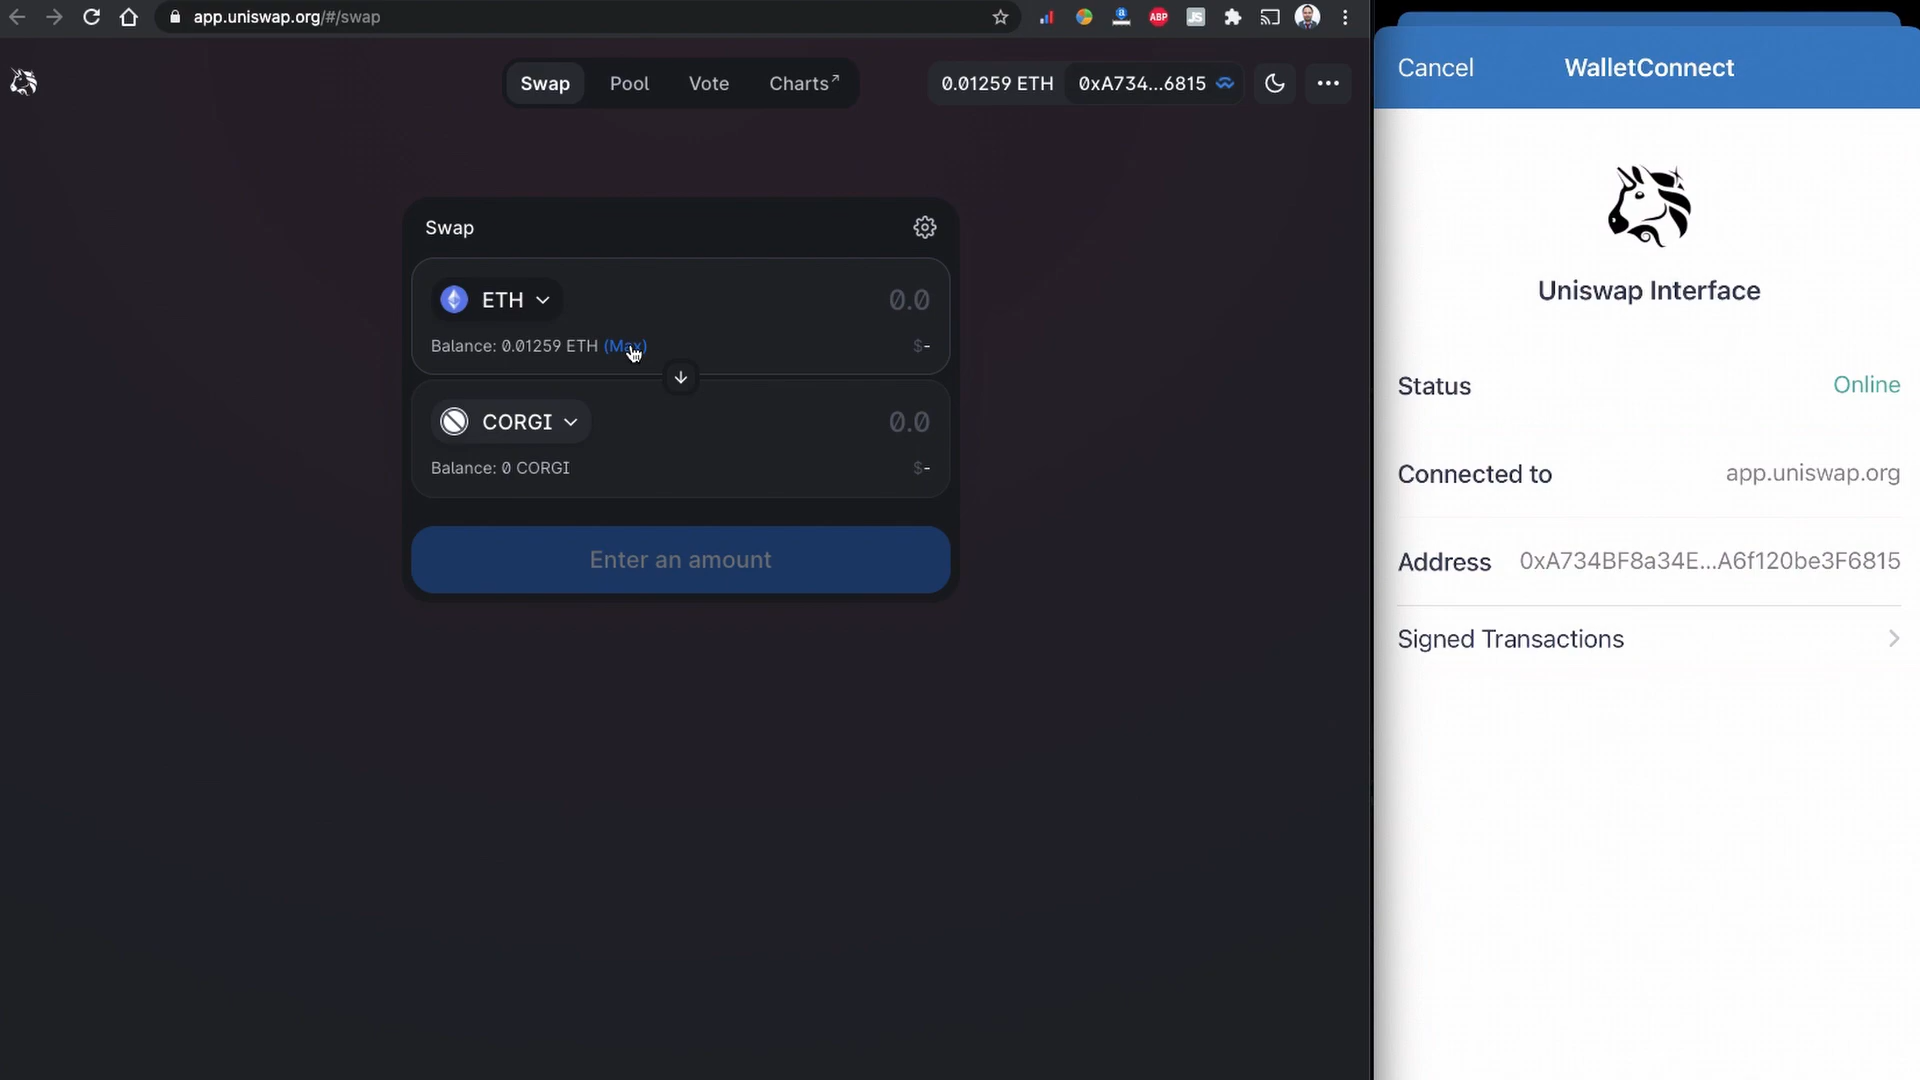 app.uniswap.org/#/swap
ABP
JS
Swap
Pool
Vote
Charts↗
0.01259 ETH
0xA734...6815
Swap
ETH
0.0
Balance: 0.01259 ETH (Max)
$-
CORGI
0.0
Balance: 0 CORGI
$-
Enter an amount
Cancel
WalletConnect
Uniswap Interface
Status
Online
Connected to
app.uniswap.org
Address
0xA734BF8a34E...A6f120be3F6815
Signed Transactions